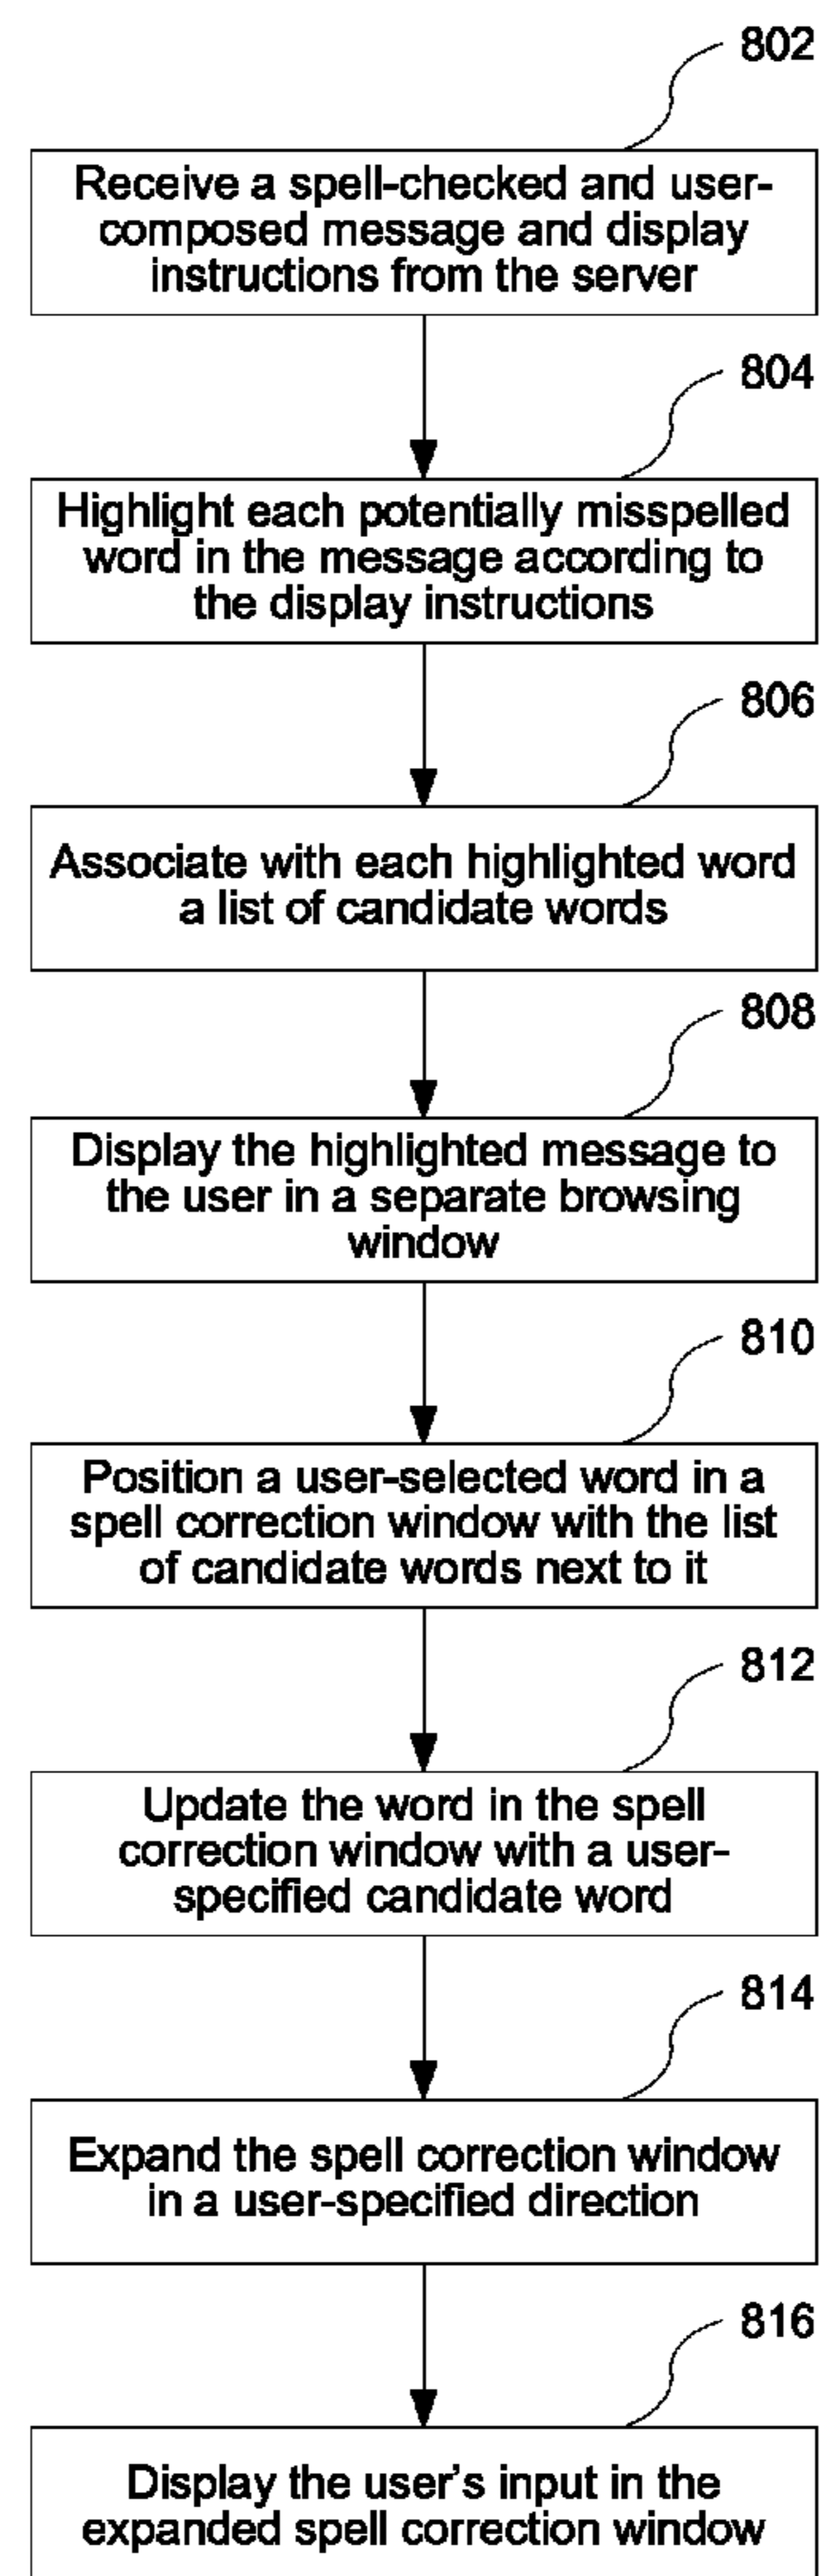 802
Receive a spell-checked and user-
composed message and display
instructions from the server
804
Highlight each potentially misspelled
word in the message according to
the display instructions
806
Associate with each highlighted word
a list of candidate words
808
Display the highlighted message to
the user in a separate browsing
window
810
Position a user-selected word in a
spell correction window with the list
of candidate words next to it
812
Update the word in the spell
correction window with a user-
specified candidate word
814
Expand the spell correction window
in a user-specified direction
816
Display the user's input in the
expanded spell correction window